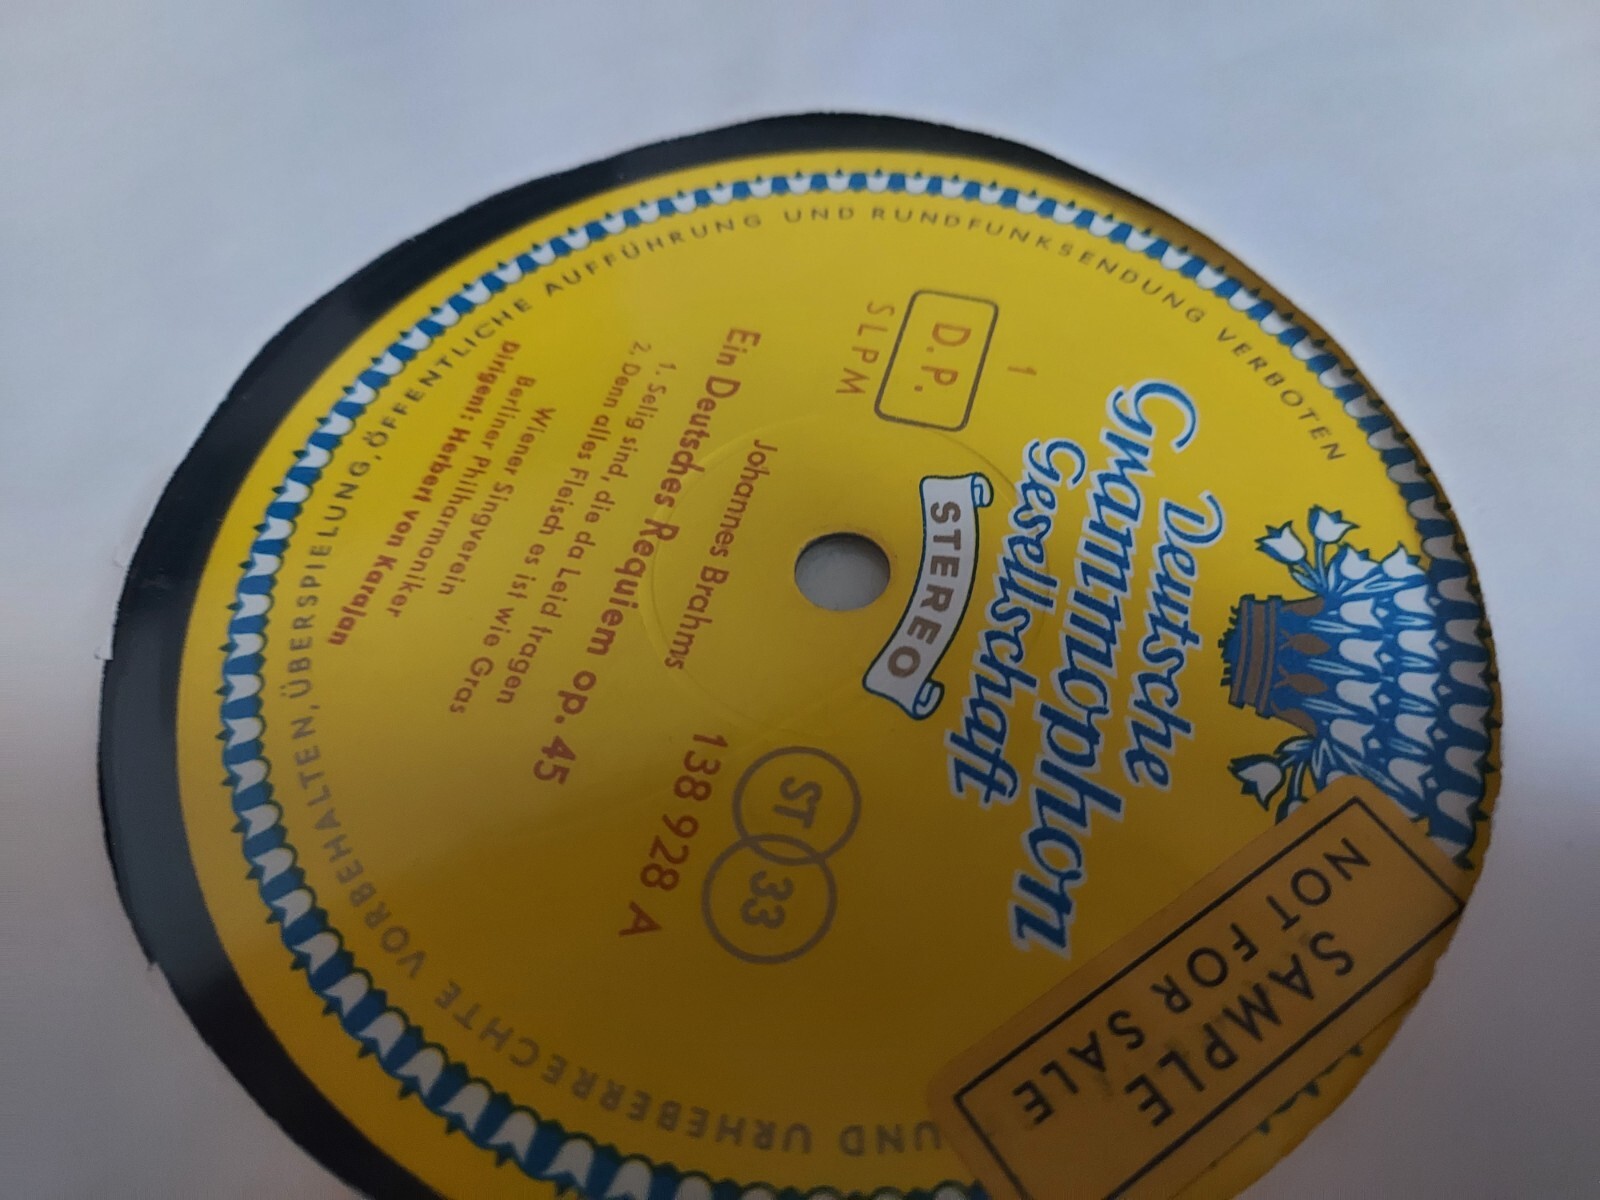 Deutsche
Grammophon
Gesellschaft
STEREO
1
D.P.
SLPM
ST 33
138 928 A
Johannes Brahms
Ein Deutsches Requiem op. 45
1. Selig sind, die da Leid tragen
2. Denn alles Fleisch es ist wie Gras
Wiener Singverein
Berliner Philharmoniker
Dirigent: Herbert von Karajan
UND URHEBERRECHTE VORBEHALTEN, ÜBERSPIELUNG, ÖFFENTLICHE AUFFÜHRUNG UND RUNDFUNKSENDUNG VERBOTEN
SAMPLE
NOT FOR SALE